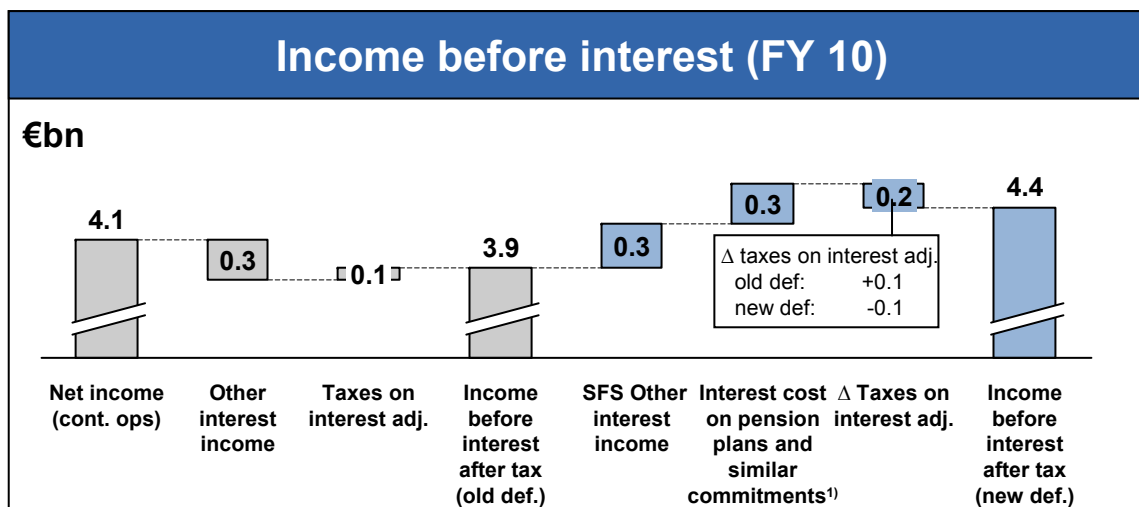 Income before interest (FY 10)
€bn
4.1
0.3
0.1
3.9
0.3
0.3
0.2
4.4
∆ taxes on interest adj.
old def: +0.1
new def: -0.1
Net income
(cont. ops)
Other
interest
income
Taxes on
interest adj.
Income
before
interest
after tax
(old def.)
SFS Other
interest
income
Interest cost
on pension
plans and
similar
commitments¹⁾
∆ Taxes on
interest adj.
Income
before
interest
after tax
(new def.)